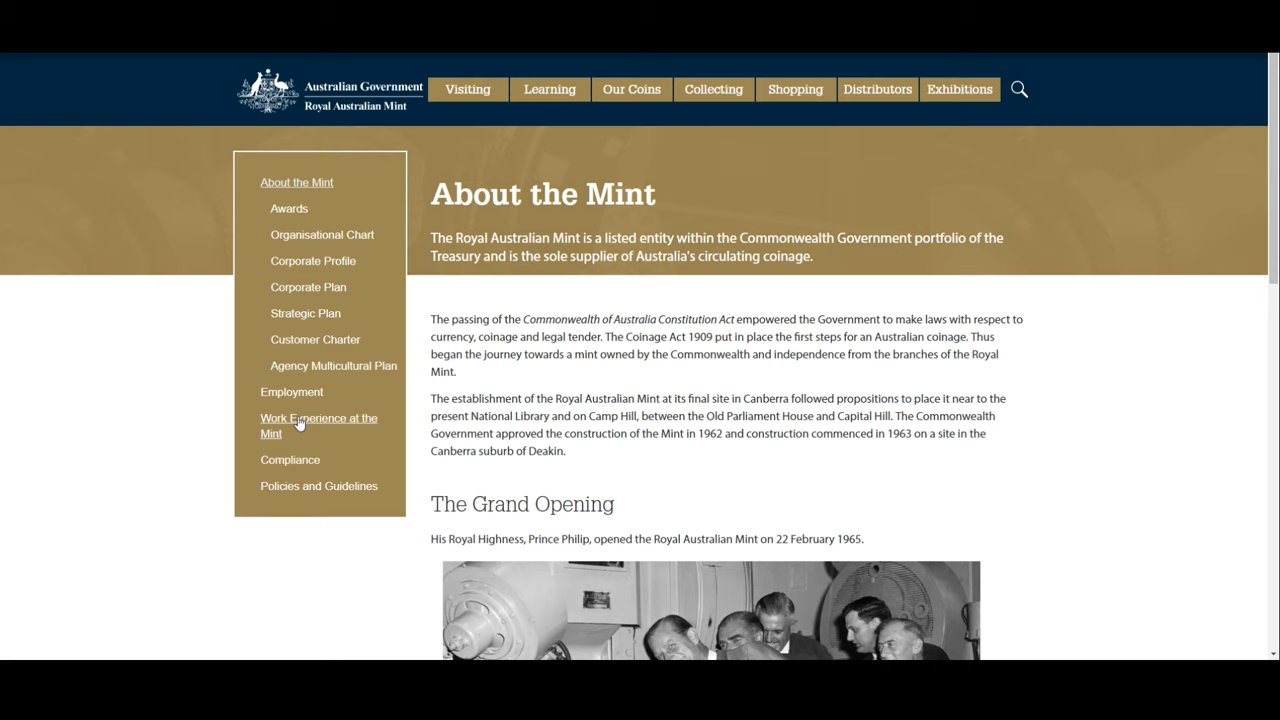 Australian Government
Royal Australian Mint
Visiting
Learning
Our Coins
Collecting
Shopping
Distributors
Exhibitions
About the Mint
Awards
Organisational Chart
Corporate Profile
Corporate Plan
Strategic Plan
Customer Charter
Agency Multicultural Plan
Employment
Work Experience at the
Mint
Compliance
Policies and Guidelines
About the Mint
The Royal Australian Mint is a listed entity within the Commonwealth Government portfolio of the
Treasury and is the sole supplier of Australia's circulating coinage.
The passing of the Commonwealth of Australia Constitution Act empowered the Government to make laws with respect to
currency, coinage and legal tender. The Coinage Act 1909 put in place the first steps for an Australian coinage. Thus
began the journey towards a mint owned by the Commonwealth and independence from the branches of the Royal
Mint.
The establishment of the Royal Australian Mint at its final site in Canberra followed propositions to place it near to the
present National Library and on Camp Hill, between the Old Parliament House and Capital Hill. The Commonwealth
Government approved the construction of the Mint in 1962 and construction commenced in 1963 on a site in the
Canberra suburb of Deakin.
The Grand Opening
His Royal Highness, Prince Philip, opened the Royal Australian Mint on 22 February 1965.